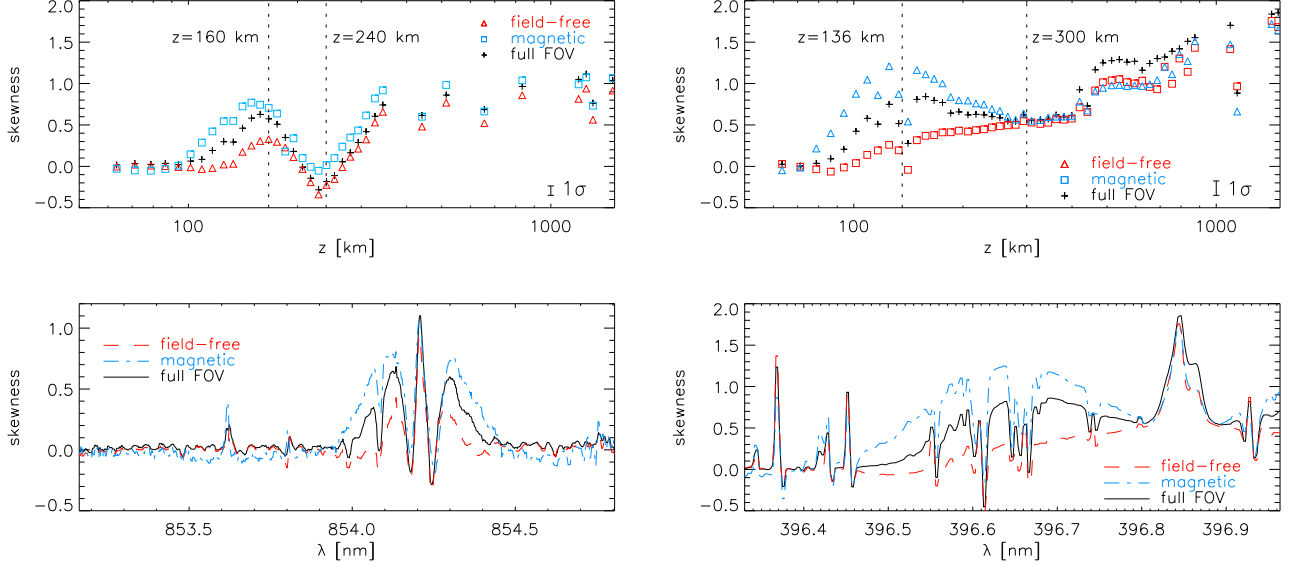 2.0
1.5
1.0
0.5
0.0
−0.5
skewness
z=160 km
z=240 km
field−free
magnetic
full FOV
1σ
100
1000
z [km]
2.0
1.5
1.0
0.5
0.0
−0.5
skewness
z=136 km
z=300 km
field−free
magnetic
full FOV
1σ
100
1000
z [km]
1.0
0.5
0.0
−0.5
skewness
field−free
magnetic
full FOV
853.5
854.0
854.5
λ [nm]
2.0
1.5
1.0
0.5
0.0
−0.5
skewness
field−free
magnetic
full FOV
396.4
396.5
396.6
396.7
396.8
396.9
λ [nm]